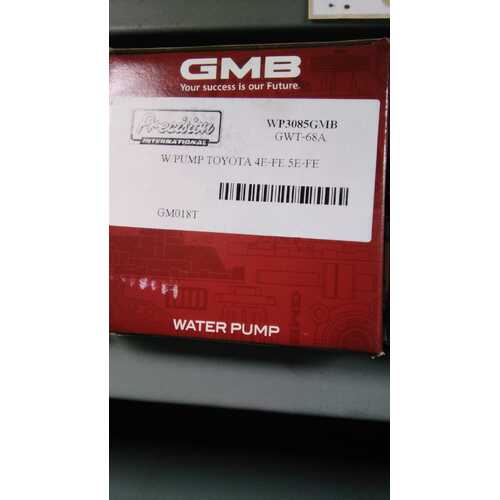 GMB
Your success is our Future.
Precision
INTERNATIONAL
WP3085GMB
GWT-68A
W/PUMP TOYOTA 4E-FE 5E-FE
GM018T
GMB
WATER PUMP